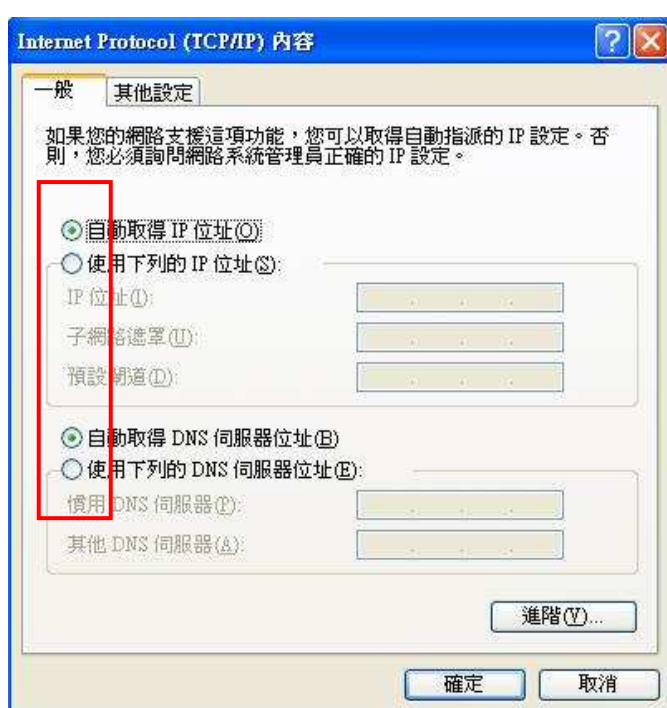 Internet Protocol (TCP/IP) 內容
一般
其他設定
如果您的網路支援這項功能，您可以取得自動指派的 IP 設定。否
則，您必須詢問網路系統管理員正確的 IP 設定。
自動取得 IP 位址(O)
使用下列的 IP 位址(S):
IP 位址(I):
子網路遮罩(U):
預設閘道(D):
自動取得 DNS 伺服器位址(B)
使用下列的 DNS 伺服器位址(E):
慣用 DNS 伺服器(P):
其他 DNS 伺服器(A):
進階(V)...
確定
取消